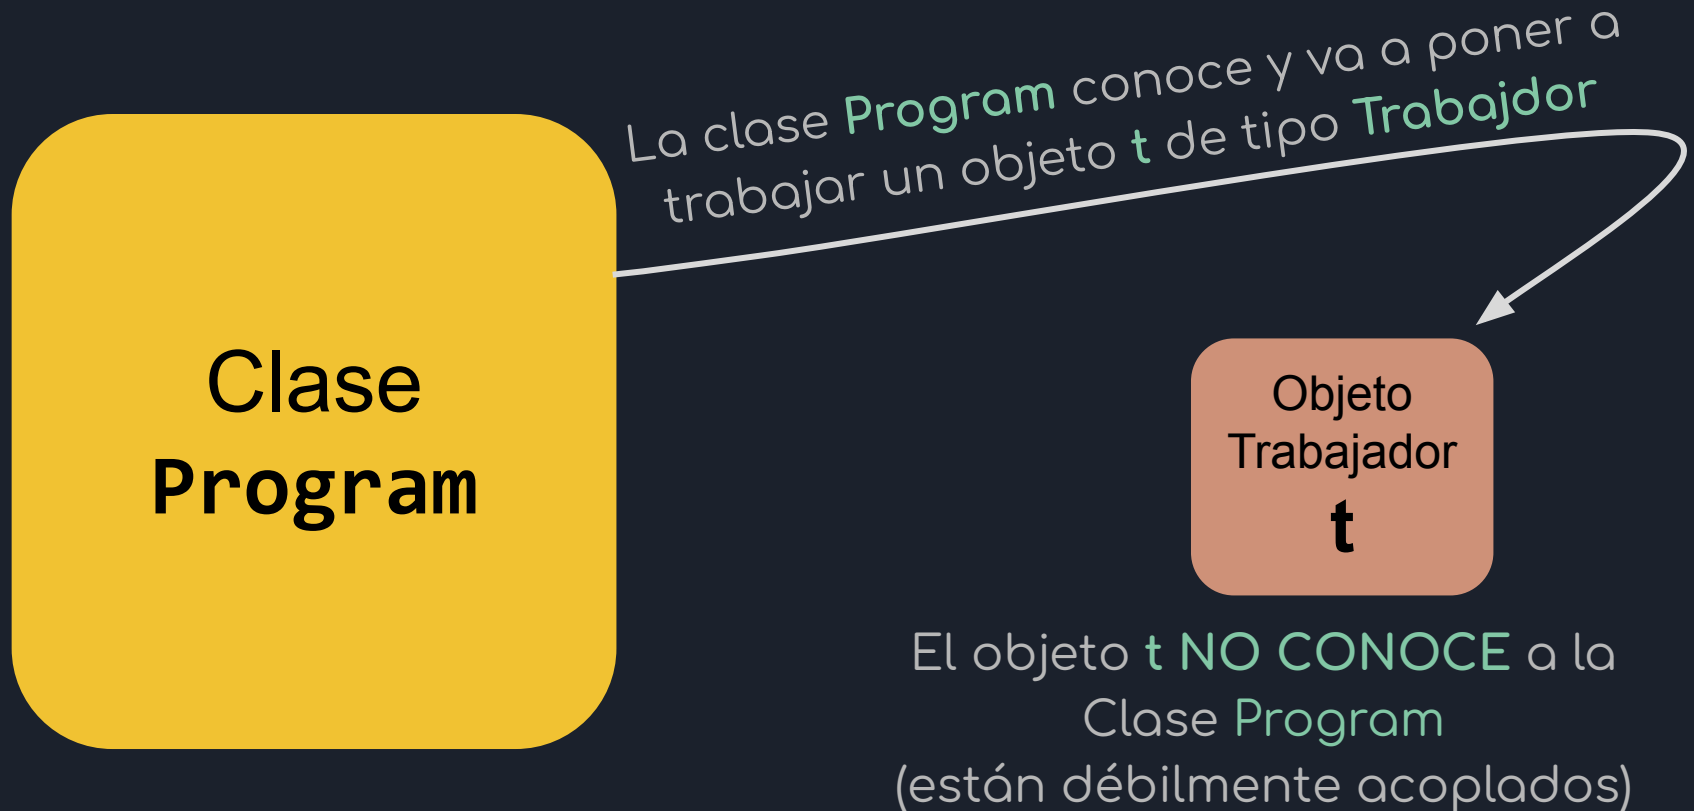 La clase Program conoce y va a poner a
trabajar un objeto t de tipo Trabajdor
Clase
Program
Objeto
Trabajador
t
El objeto t NO CONOCE a la
Clase Program
(están débilmente acoplados)